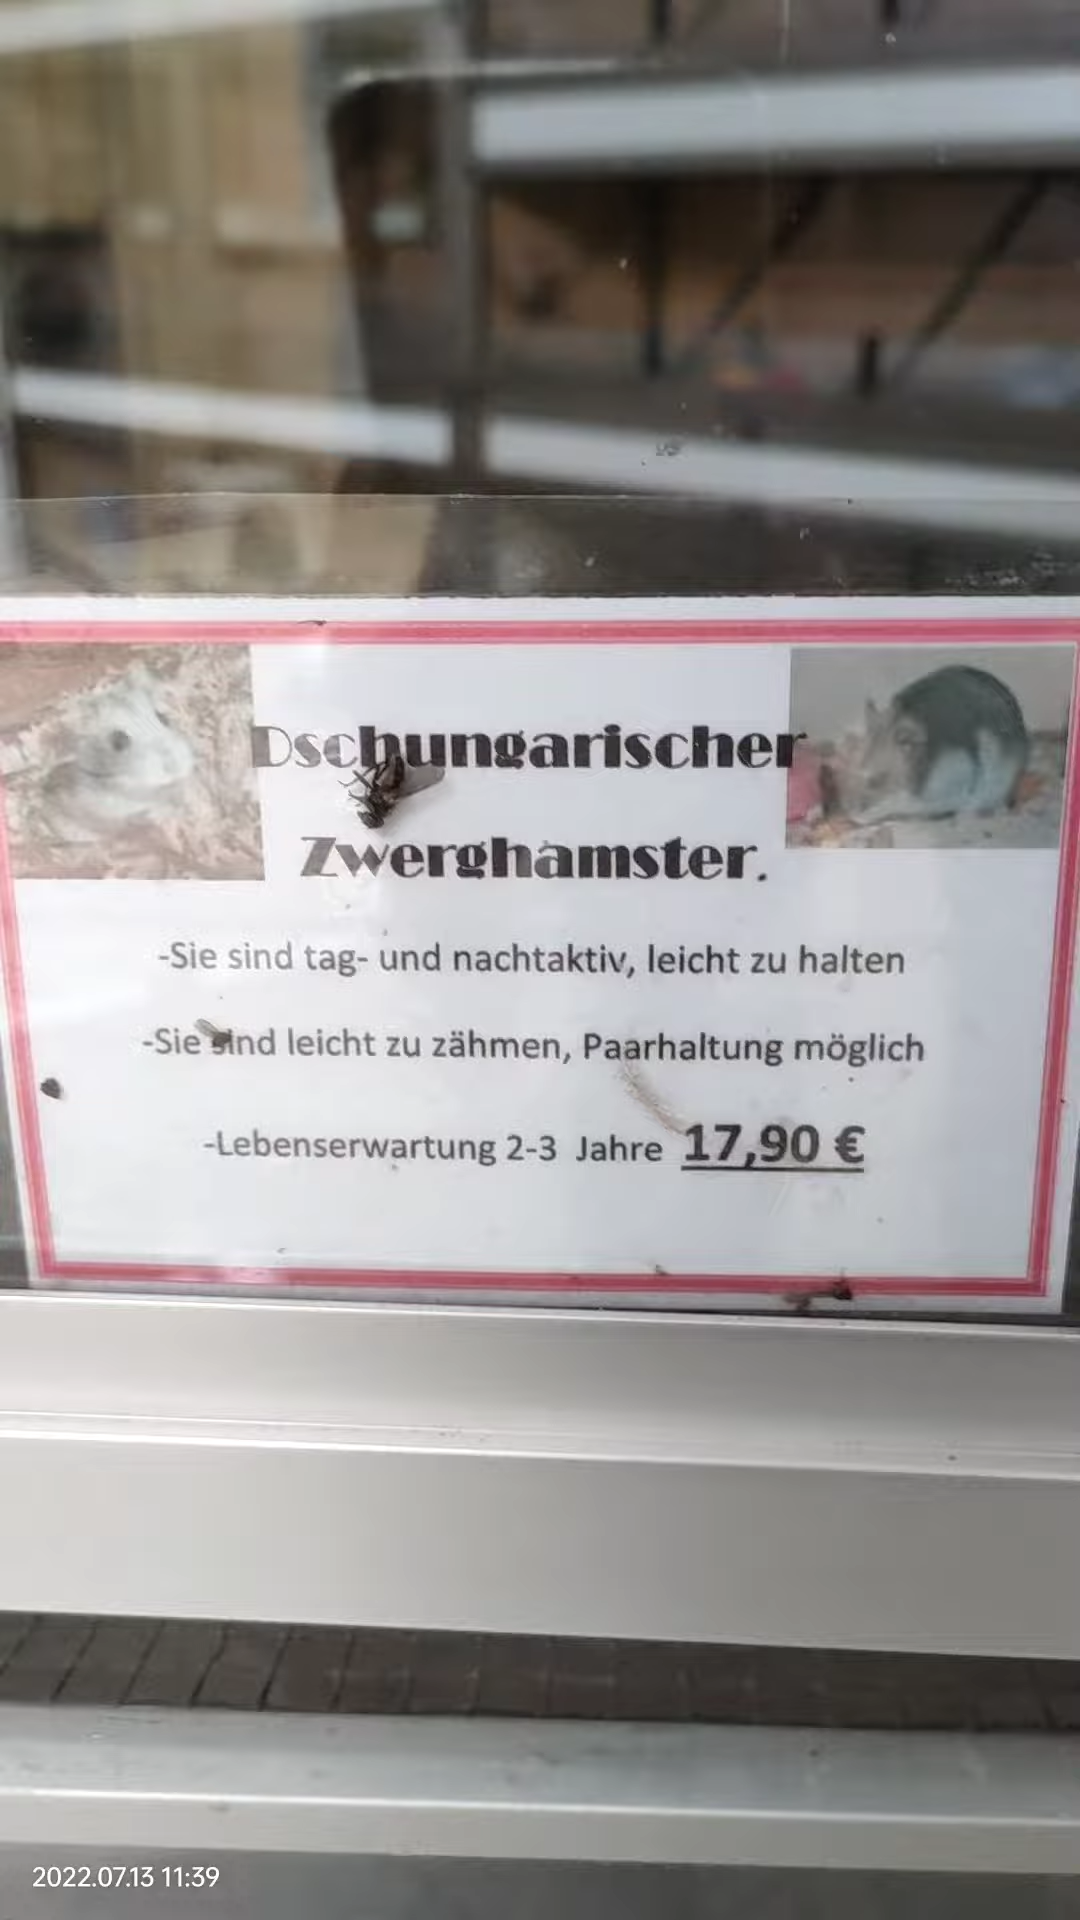 Dschungarischer
Zwerghamster.
-Sie sind tag- und nachtaktiv, leicht zu halten
-Sie sind leicht zu zähmen, Paarhaltung möglich
-Lebenserwartung 2-3 Jahre 17,90 €
2022.07.13 11:39